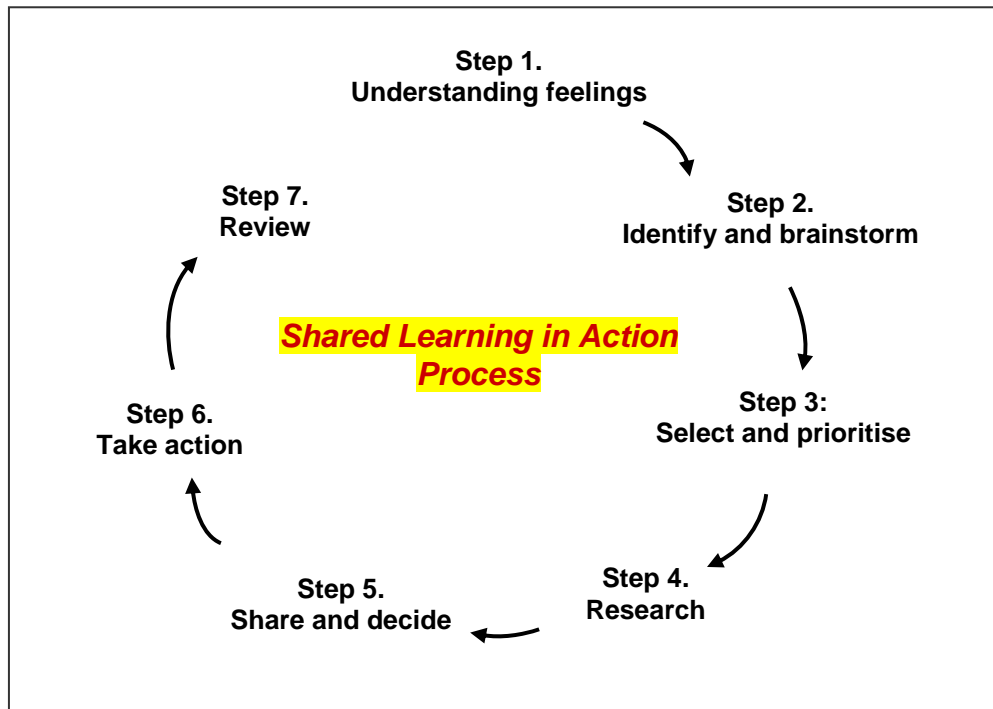 Step 1.
Understanding feelings
Step 2.
Identify and brainstorm
Step 3:
Select and prioritise
Step 4.
Research
Step 5.
Share and decide
Step 6.
Take action
Step 7.
Review
Shared Learning in Action
Process